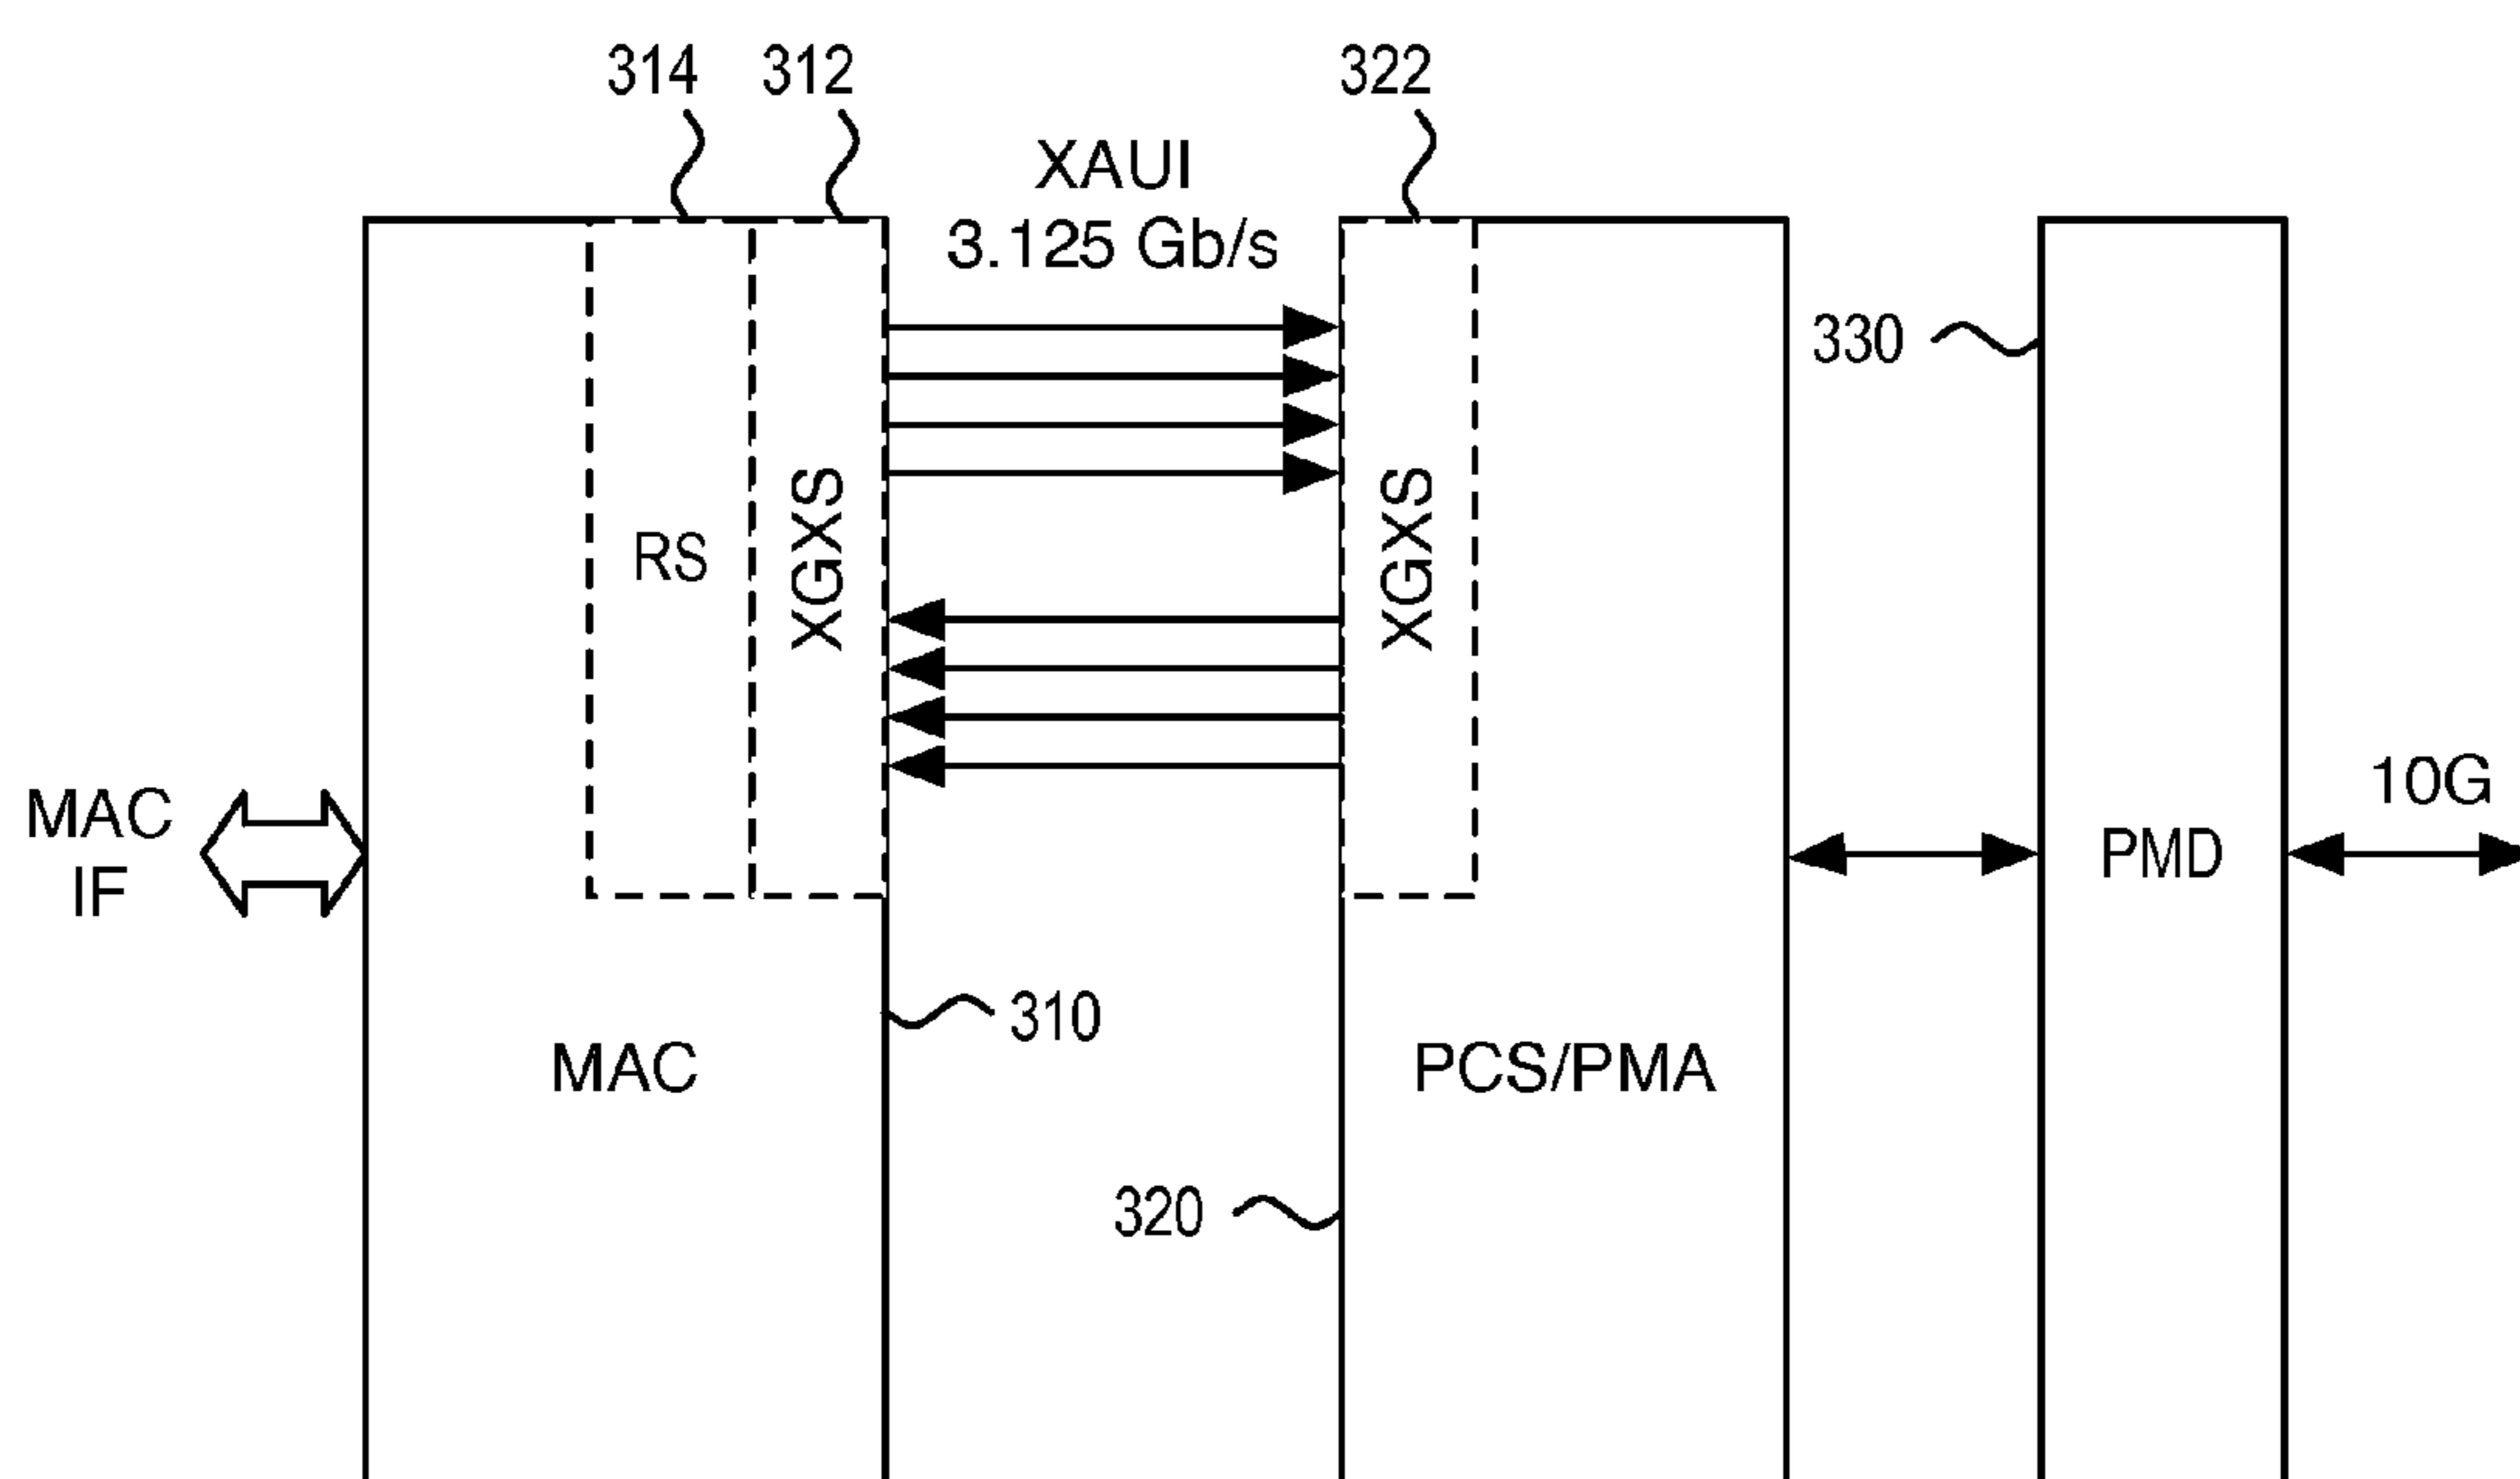 314
312
322
XAUI
3.125 Gb/s
330
RS
XGXS
XGXS
MAC
IF
10G
PMD
310
MAC
PCS/PMA
320